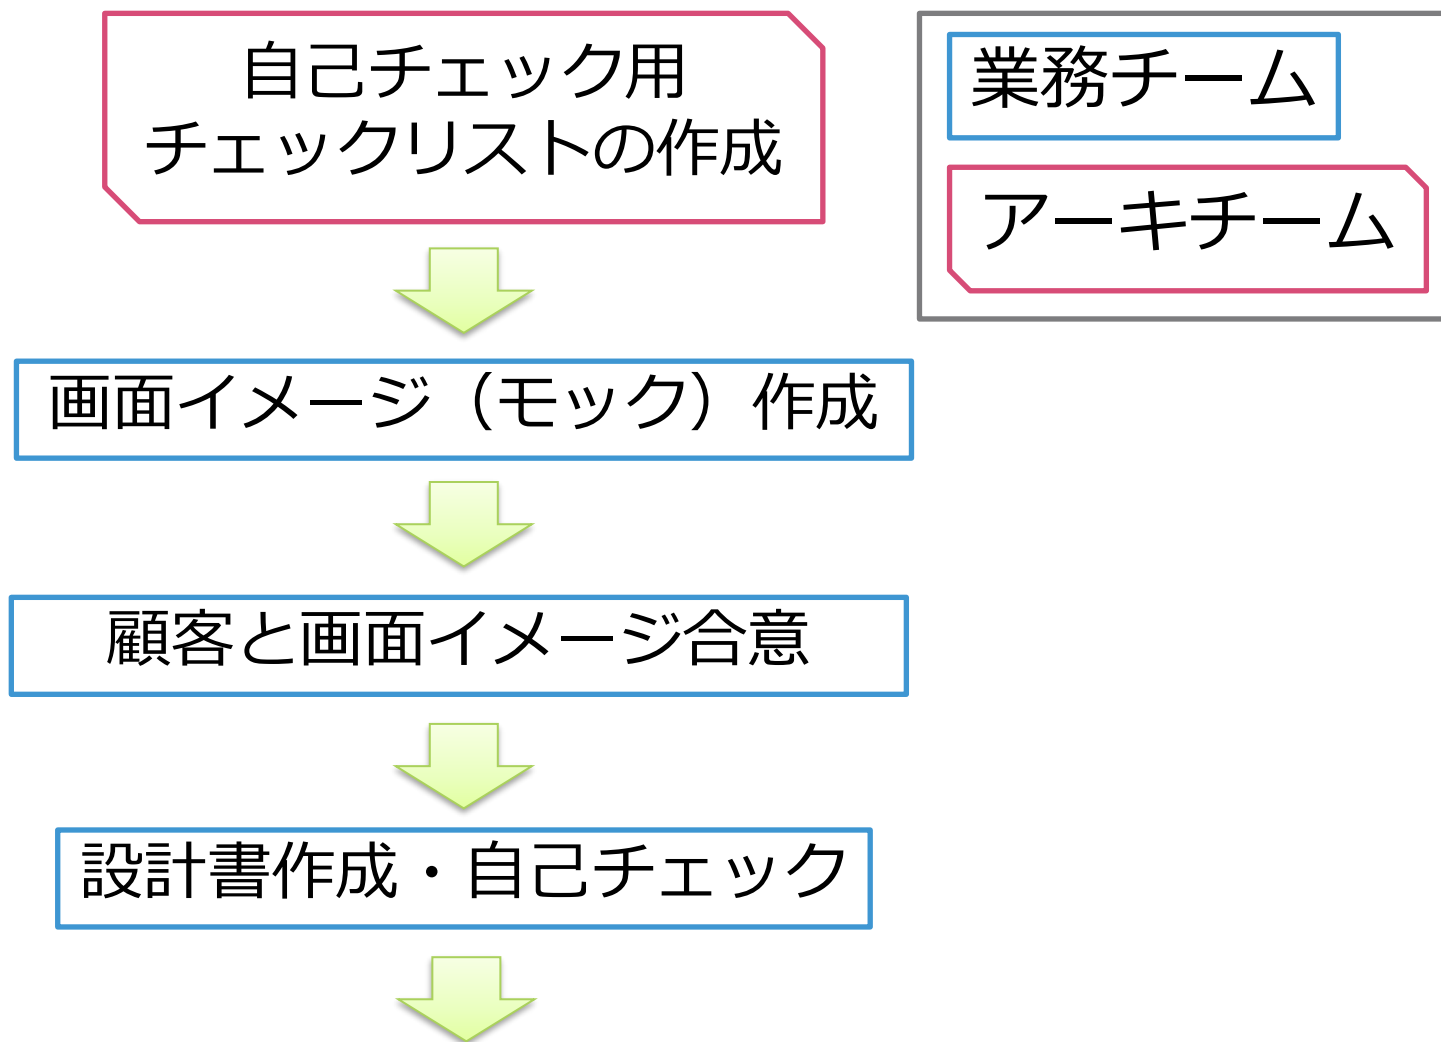 自己チェック用
チェックリストの作成
業務チーム
アーキチーム
画面イメージ（モック）作成
顧客と画面イメージ合意
設計書作成・自己チェック